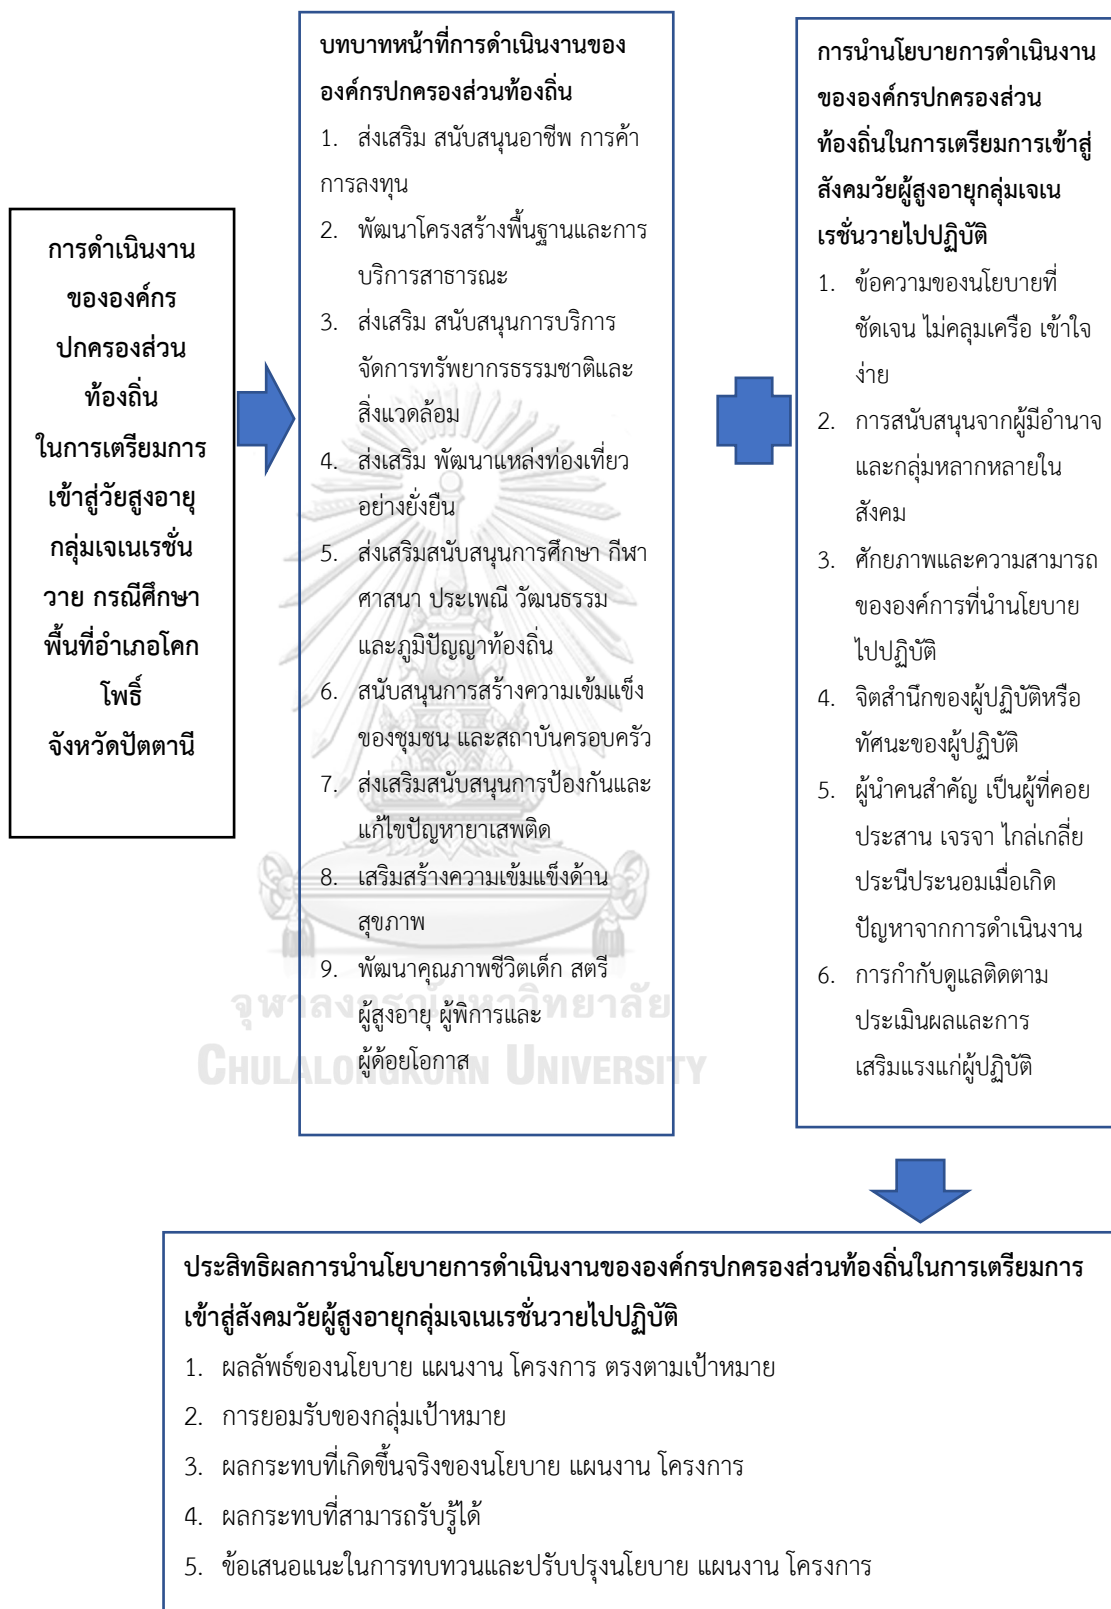 การดำเนินงาน
ขององค์กร
ปกครองส่วน
ท้องถิ่น
ในการเตรียมการ
เข้าสู่วัยสูงอายุ
กลุ่มเจเนเรชั่น
วาย กรณีศึกษา
พื้นที่อำเภอโคก
โพธิ์
จังหวัดปัตตานี
บทบาทหน้าที่การดำเนินงานของ
องค์กรปกครองส่วนท้องถิ่น
1. ส่งเสริม สนับสนุนอาชีพ การค้า
การลงทุน
2. พัฒนาโครงสร้างพื้นฐานและการ
บริการสาธารณะ
3. ส่งเสริม สนับสนุนการบริการ
จัดการทรัพยากรธรรมชาติและ
สิ่งแวดล้อม
4. ส่งเสริม พัฒนาแหล่งท่องเที่ยว
อย่างยั่งยืน
5. ส่งเสริมสนับสนุนการศึกษา กีฬา
ศาสนา ประเพณี วัฒนธรรม
และภูมิปัญญาท้องถิ่น
6. สนับสนุนการสร้างความเข้มแข็ง
ของชุมชน และสถาบันครอบครัว
7. ส่งเสริมสนับสนุนการป้องกันและ
แก้ไขปัญหายาเสพติด
8. เสริมสร้างความเข้มแข็งด้าน
สุขภาพ
9. พัฒนาคุณภาพชีวิตเด็ก สตรี
ผู้สูงอายุ ผู้พิการและ
ผู้ด้อยโอกาส
การนำนโยบายการดำเนินงาน
ขององค์กรปกครองส่วน
ท้องถิ่นในการเตรียมการเข้าสู่
สังคมวัยผู้สูงอายุกลุ่มเจเน
เรชั่นวายไปปฏิบัติ
1. ข้อความของนโยบายที่
ชัดเจน ไม่คลุมเครือ เข้าใจ
ง่าย
2. การสนับสนุนจากผู้มีอำนาจ
และกลุ่มหลากหลายใน
สังคม
3. ศักยภาพและความสามารถ
ขององค์การที่นำนโยบาย
ไปปฏิบัติ
4. จิตสำนึกของผู้ปฏิบัติหรือ
ทัศนะของผู้ปฏิบัติ
5. ผู้นำคนสำคัญ เป็นผู้ที่คอย
ประสาน เจรจา ไกล่เกลี่ย
ประนีประนอมเมื่อเกิด
ปัญหาจากการดำเนินงาน
6. การกำกับดูแลติดตาม
ประเมินผลและการ
เสริมแรงแก่ผู้ปฏิบัติ
จุฬาลงกรณ์มหาวิทยาลัย
CHULALONGKORN UNIVERSITY
ประสิทธิผลการนำนโยบายการดำเนินงานขององค์กรปกครองส่วนท้องถิ่นในการเตรียมการ
เข้าสู่สังคมวัยผู้สูงอายุกลุ่มเจเนเรชั่นวายไปปฏิบัติ
1. ผลลัพธ์ของนโยบาย แผนงาน โครงการ ตรงตามเป้าหมาย
2. การยอมรับของกลุ่มเป้าหมาย
3. ผลกระทบที่เกิดขึ้นจริงของนโยบาย แผนงาน โครงการ
4. ผลกระทบที่สามารถรับรู้ได้
5. ข้อเสนอแนะในการทบทวนและปรับปรุงนโยบาย แผนงาน โครงการ